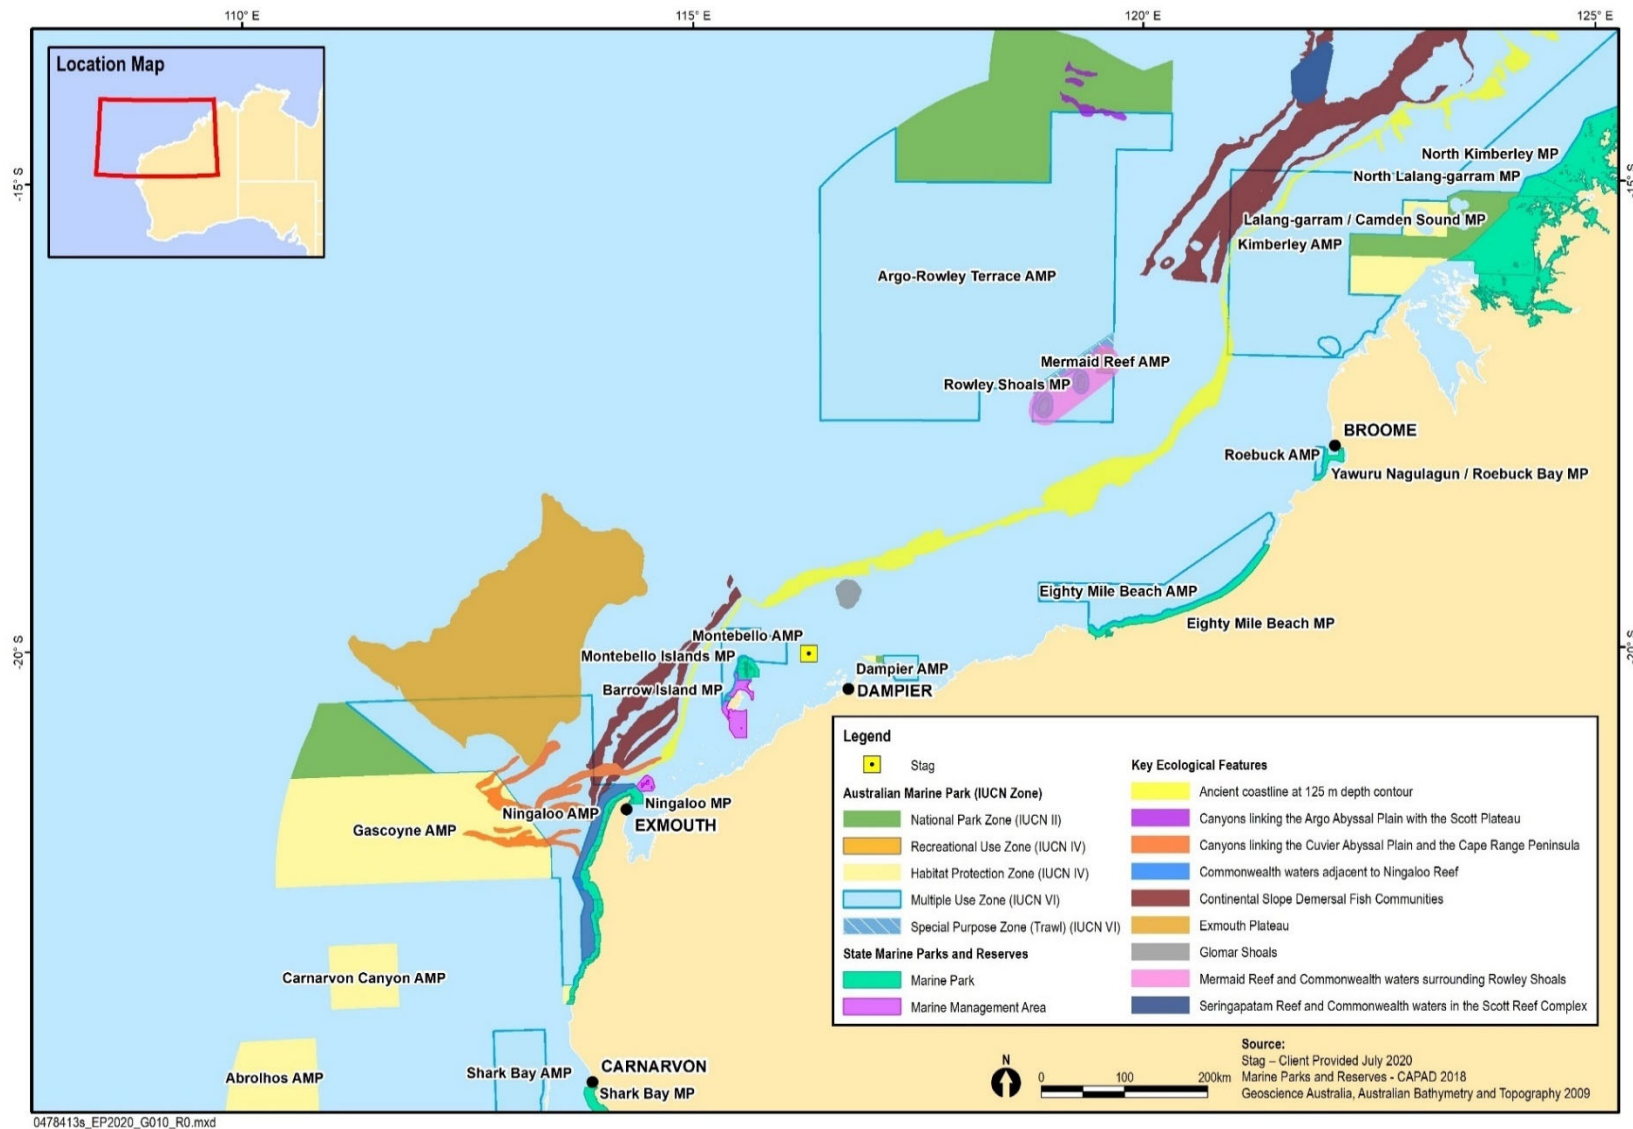 110° E
115° E
120° E
125° E
Location Map
-15° S
-15° S
North Kimberley MP
North Lalang-garram MP
Lalang-garram / Camden Sound MP
Kimberley AMP
Argo-Rowley Terrace AMP
Mermaid Reef AMP
Rowley Shoals MP
BROOME
Roebuck AMP
Yawuru Nagulagun / Roebuck Bay MP
Eighty Mile Beach AMP
Eighty Mile Beach MP
-20° S
-20° S
Montebello AMP
Montebello Islands MP
Barrow Island MP
Dampier AMP
DAMPIER
Ningaloo MP
Ningaloo AMP
EXMOUTH
Gascoyne AMP
Carnarvon Canyon AMP
Abrolhos AMP
Shark Bay AMP
CARNARVON
Shark Bay MP
Legend
Stag
Australian Marine Park (IUCN Zone)
National Park Zone (IUCN II)
Recreational Use Zone (IUCN IV)
Habitat Protection Zone (IUCN IV)
Multiple Use Zone (IUCN VI)
Special Purpose Zone (Trawl) (IUCN VI)
State Marine Parks and Reserves
Marine Park
Marine Management Area
Key Ecological Features
Ancient coastline at 125 m depth contour
Canyons linking the Argo Abyssal Plain with the Scott Plateau
Canyons linking the Cuvier Abyssal Plain and the Cape Range Peninsula
Commonwealth waters adjacent to Ningaloo Reef
Continental Slope Demersal Fish Communities
Exmouth Plateau
Glomar Shoals
Mermaid Reef and Commonwealth waters surrounding Rowley Shoals
Seringapatam Reef and Commonwealth waters in the Scott Reef Complex
N
0 100 200km
Source:
Stag – Client Provided July 2020
Marine Parks and Reserves - CAPAD 2018
Geoscience Australia, Australian Bathymetry and Topography 2009
0478413s_EP2020_G010_R0.mxd